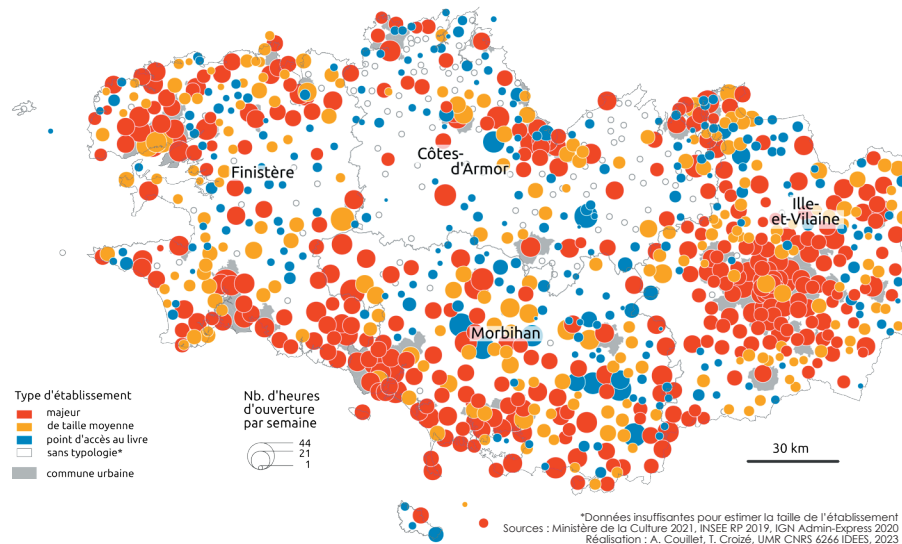 Finistère
Côtes-
d'Armor
Ille-
et-Vilaine
Morbihan
Type d'établissement
majeur
de taille moyenne
point d'accès au livre
sans typologie*
commune urbaine
Nb. d'heures
d'ouverture
par semaine
44
21
1
30 km
*Données insuffisantes pour estimer la taille de l'établissement
Sources : Ministère de la Culture 2021, INSEE RP 2019, IGN Admin-Express 2020
Réalisation : A. Couillet, T. Croizé, UMR CNRS 6266 IDEES, 2023